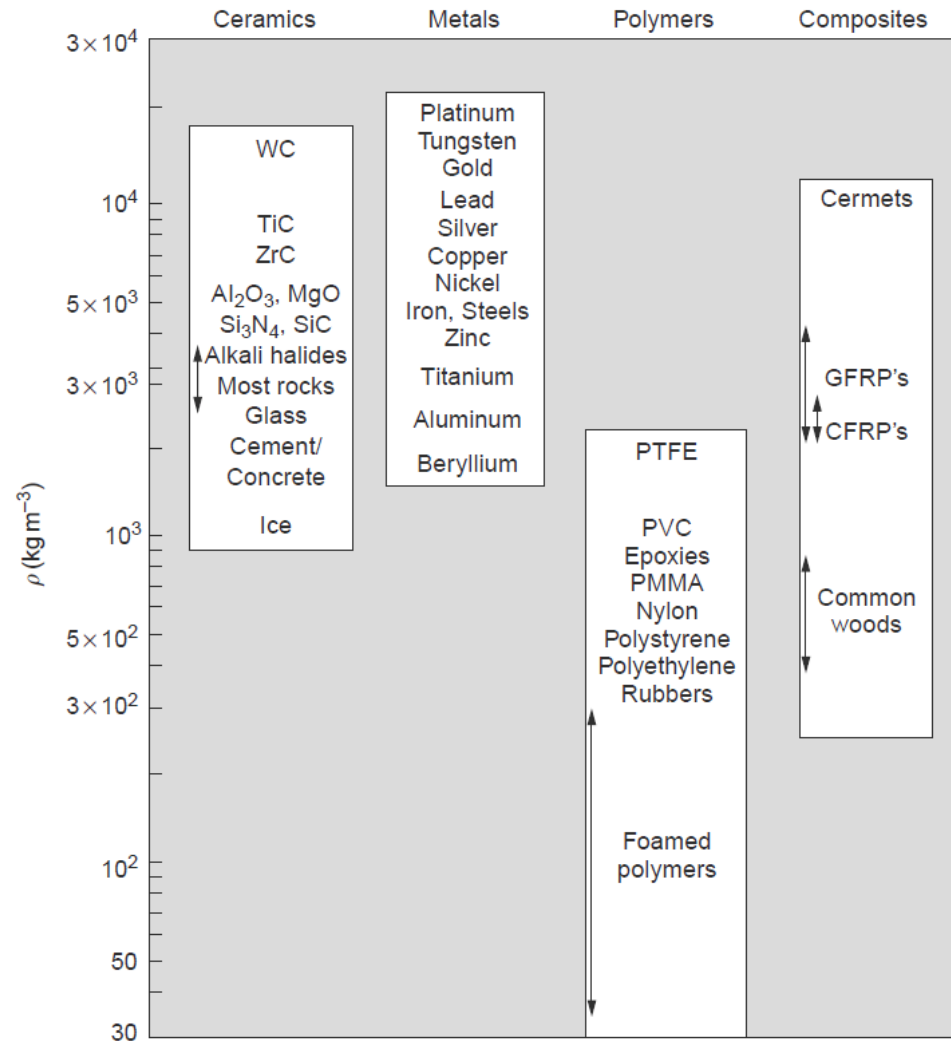 Ceramics Metals Polymers Composites
3 × 10⁴
10⁴
5 × 10³
3 × 10³
10³
5 × 10²
3 × 10²
10²
50
30
ρ (kg m⁻³)
WC
TiC
ZrC
Al₂O₃, MgO
Si₃N₄, SiC
Alkali halides
Most rocks
Glass
Cement/
Concrete
Ice
Platinum
Tungsten
Gold
Lead
Silver
Copper
Nickel
Iron, Steels
Zinc
Titanium
Aluminum
Beryllium
PTFE
PVC
Epoxies
PMMA
Nylon
Polystyrene
Polyethylene
Rubbers
Foamed
polymers
Cermets
GFRP's
CFRP's
Common
woods